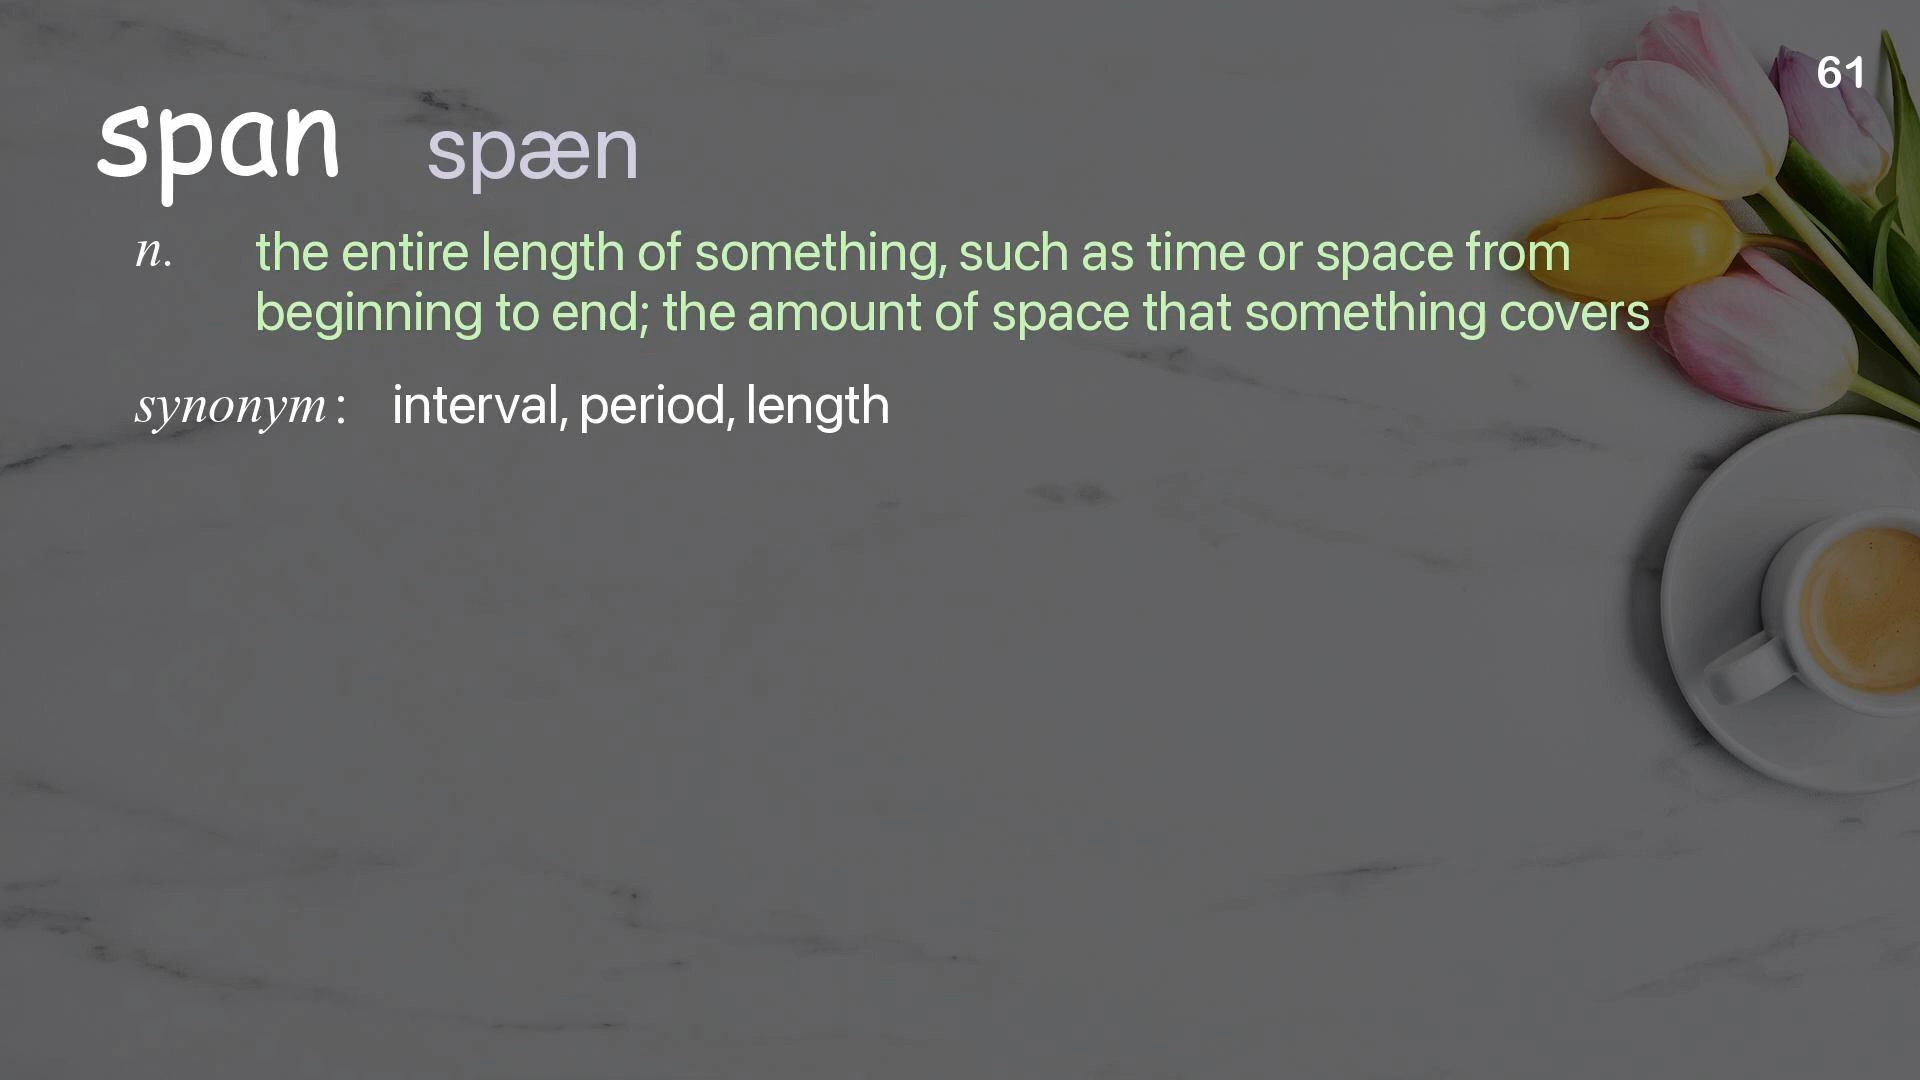 61
span spæn
n. the entire length of something, such as time or space from
beginning to end; the amount of space that something covers
synonym: interval, period, length